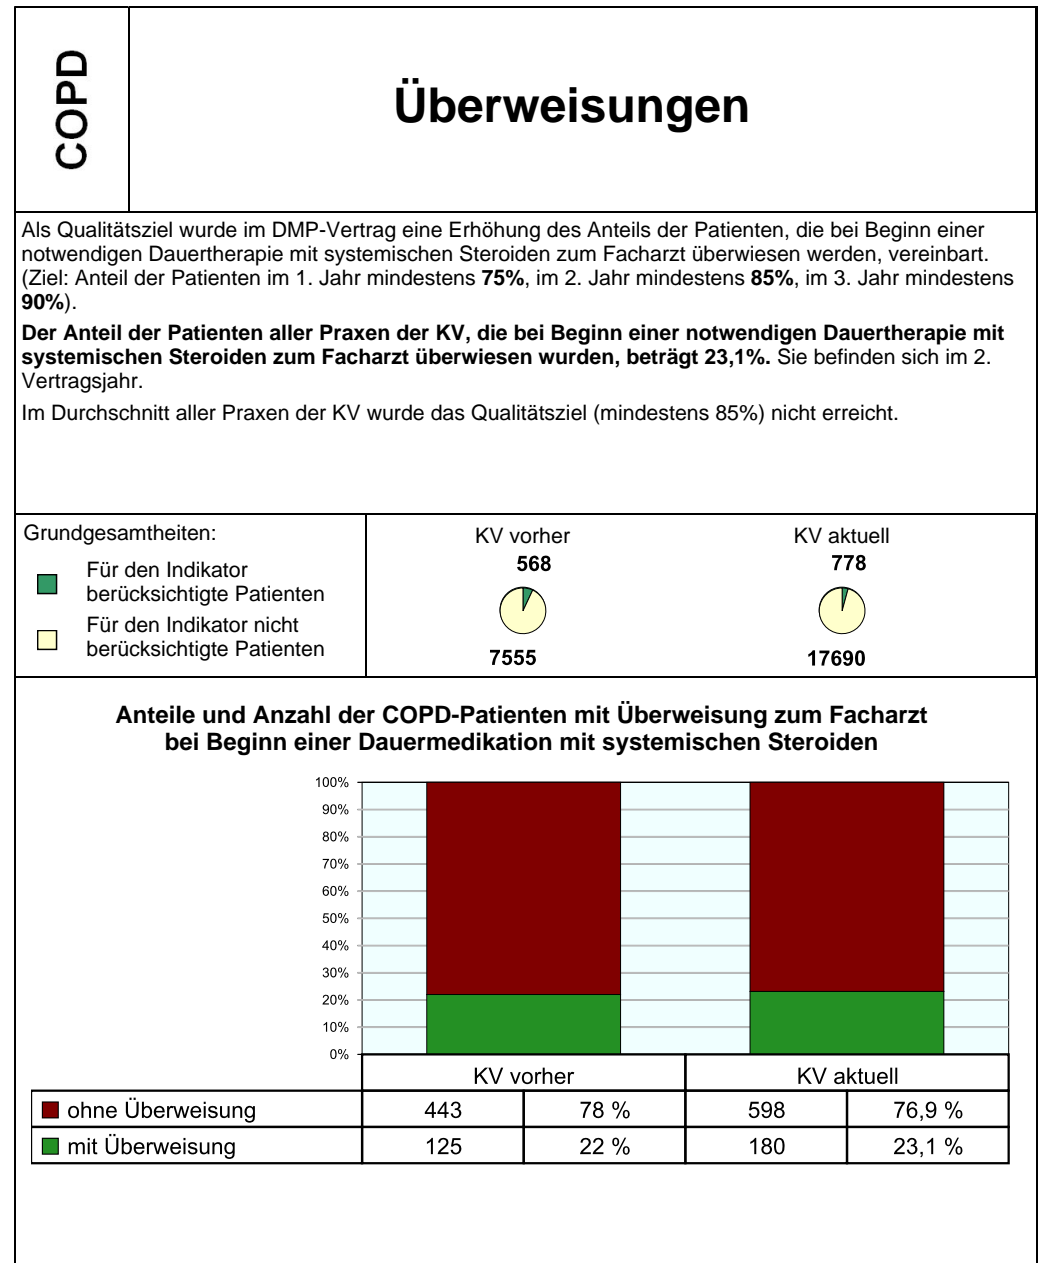 COPD
Überweisungen
Als Qualitätsziel wurde im DMP-Vertrag eine Erhöhung des Anteils der Patienten, die bei Beginn einer
notwendigen Dauertherapie mit systemischen Steroiden zum Facharzt überwiesen werden, vereinbart.
(Ziel: Anteil der Patienten im 1. Jahr mindestens 75%, im 2. Jahr mindestens 85%, im 3. Jahr mindestens
90%).
Der Anteil der Patienten aller Praxen der KV, die bei Beginn einer notwendigen Dauertherapie mit
systemischen Steroiden zum Facharzt überwiesen wurden, beträgt 23,1%. Sie befinden sich im 2.
Vertragsjahr.
Im Durchschnitt aller Praxen der KV wurde das Qualitätsziel (mindestens 85%) nicht erreicht.
Grundgesamtheiten:
Für den Indikator
berücksichtigte Patienten
Für den Indikator nicht
berücksichtigte Patienten
KV vorher
568
7555
KV aktuell
778
17690
Anteile und Anzahl der COPD-Patienten mit Überweisung zum Facharzt
bei Beginn einer Dauermedikation mit systemischen Steroiden
100%
90%
80%
70%
60%
50%
40%
30%
20%
10%
0%
KV vorher KV aktuell
ohne Überweisung 443 78 % 598 76,9 %
mit Überweisung 125 22 % 180 23,1 %